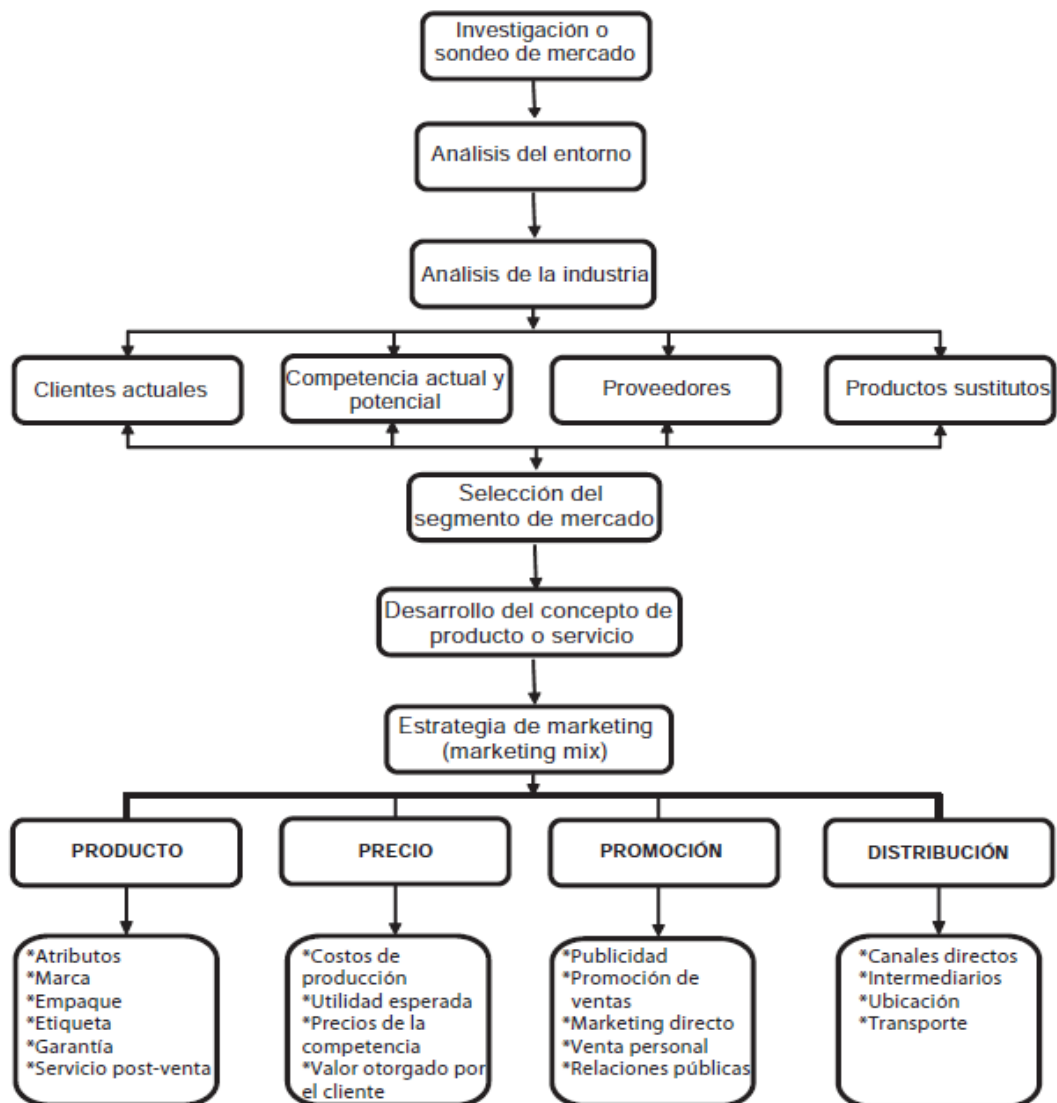 Investigación o
sondeo de mercado
Análisis del entorno
Análisis de la industria
Clientes actuales
Competencia actual y
potencial
Proveedores
Productos sustitutos
Selección del
segmento de mercado
Desarrollo del concepto de
producto o servicio
Estrategia de marketing
(marketing mix)
PRODUCTO
PRECIO
PROMOCIÓN
DISTRIBUCIÓN
*Atributos
*Marca
*Empaque
*Etiqueta
*Garantía
*Servicio post-venta
*Costos de
producción
*Utilidad esperada
*Precios de la
competencia
*Valor otorgado por
el cliente
*Publicidad
*Promoción de
ventas
*Marketing directo
*Venta personal
*Relaciones públicas
*Canales directos
*Intermediarios
*Ubicación
*Transporte